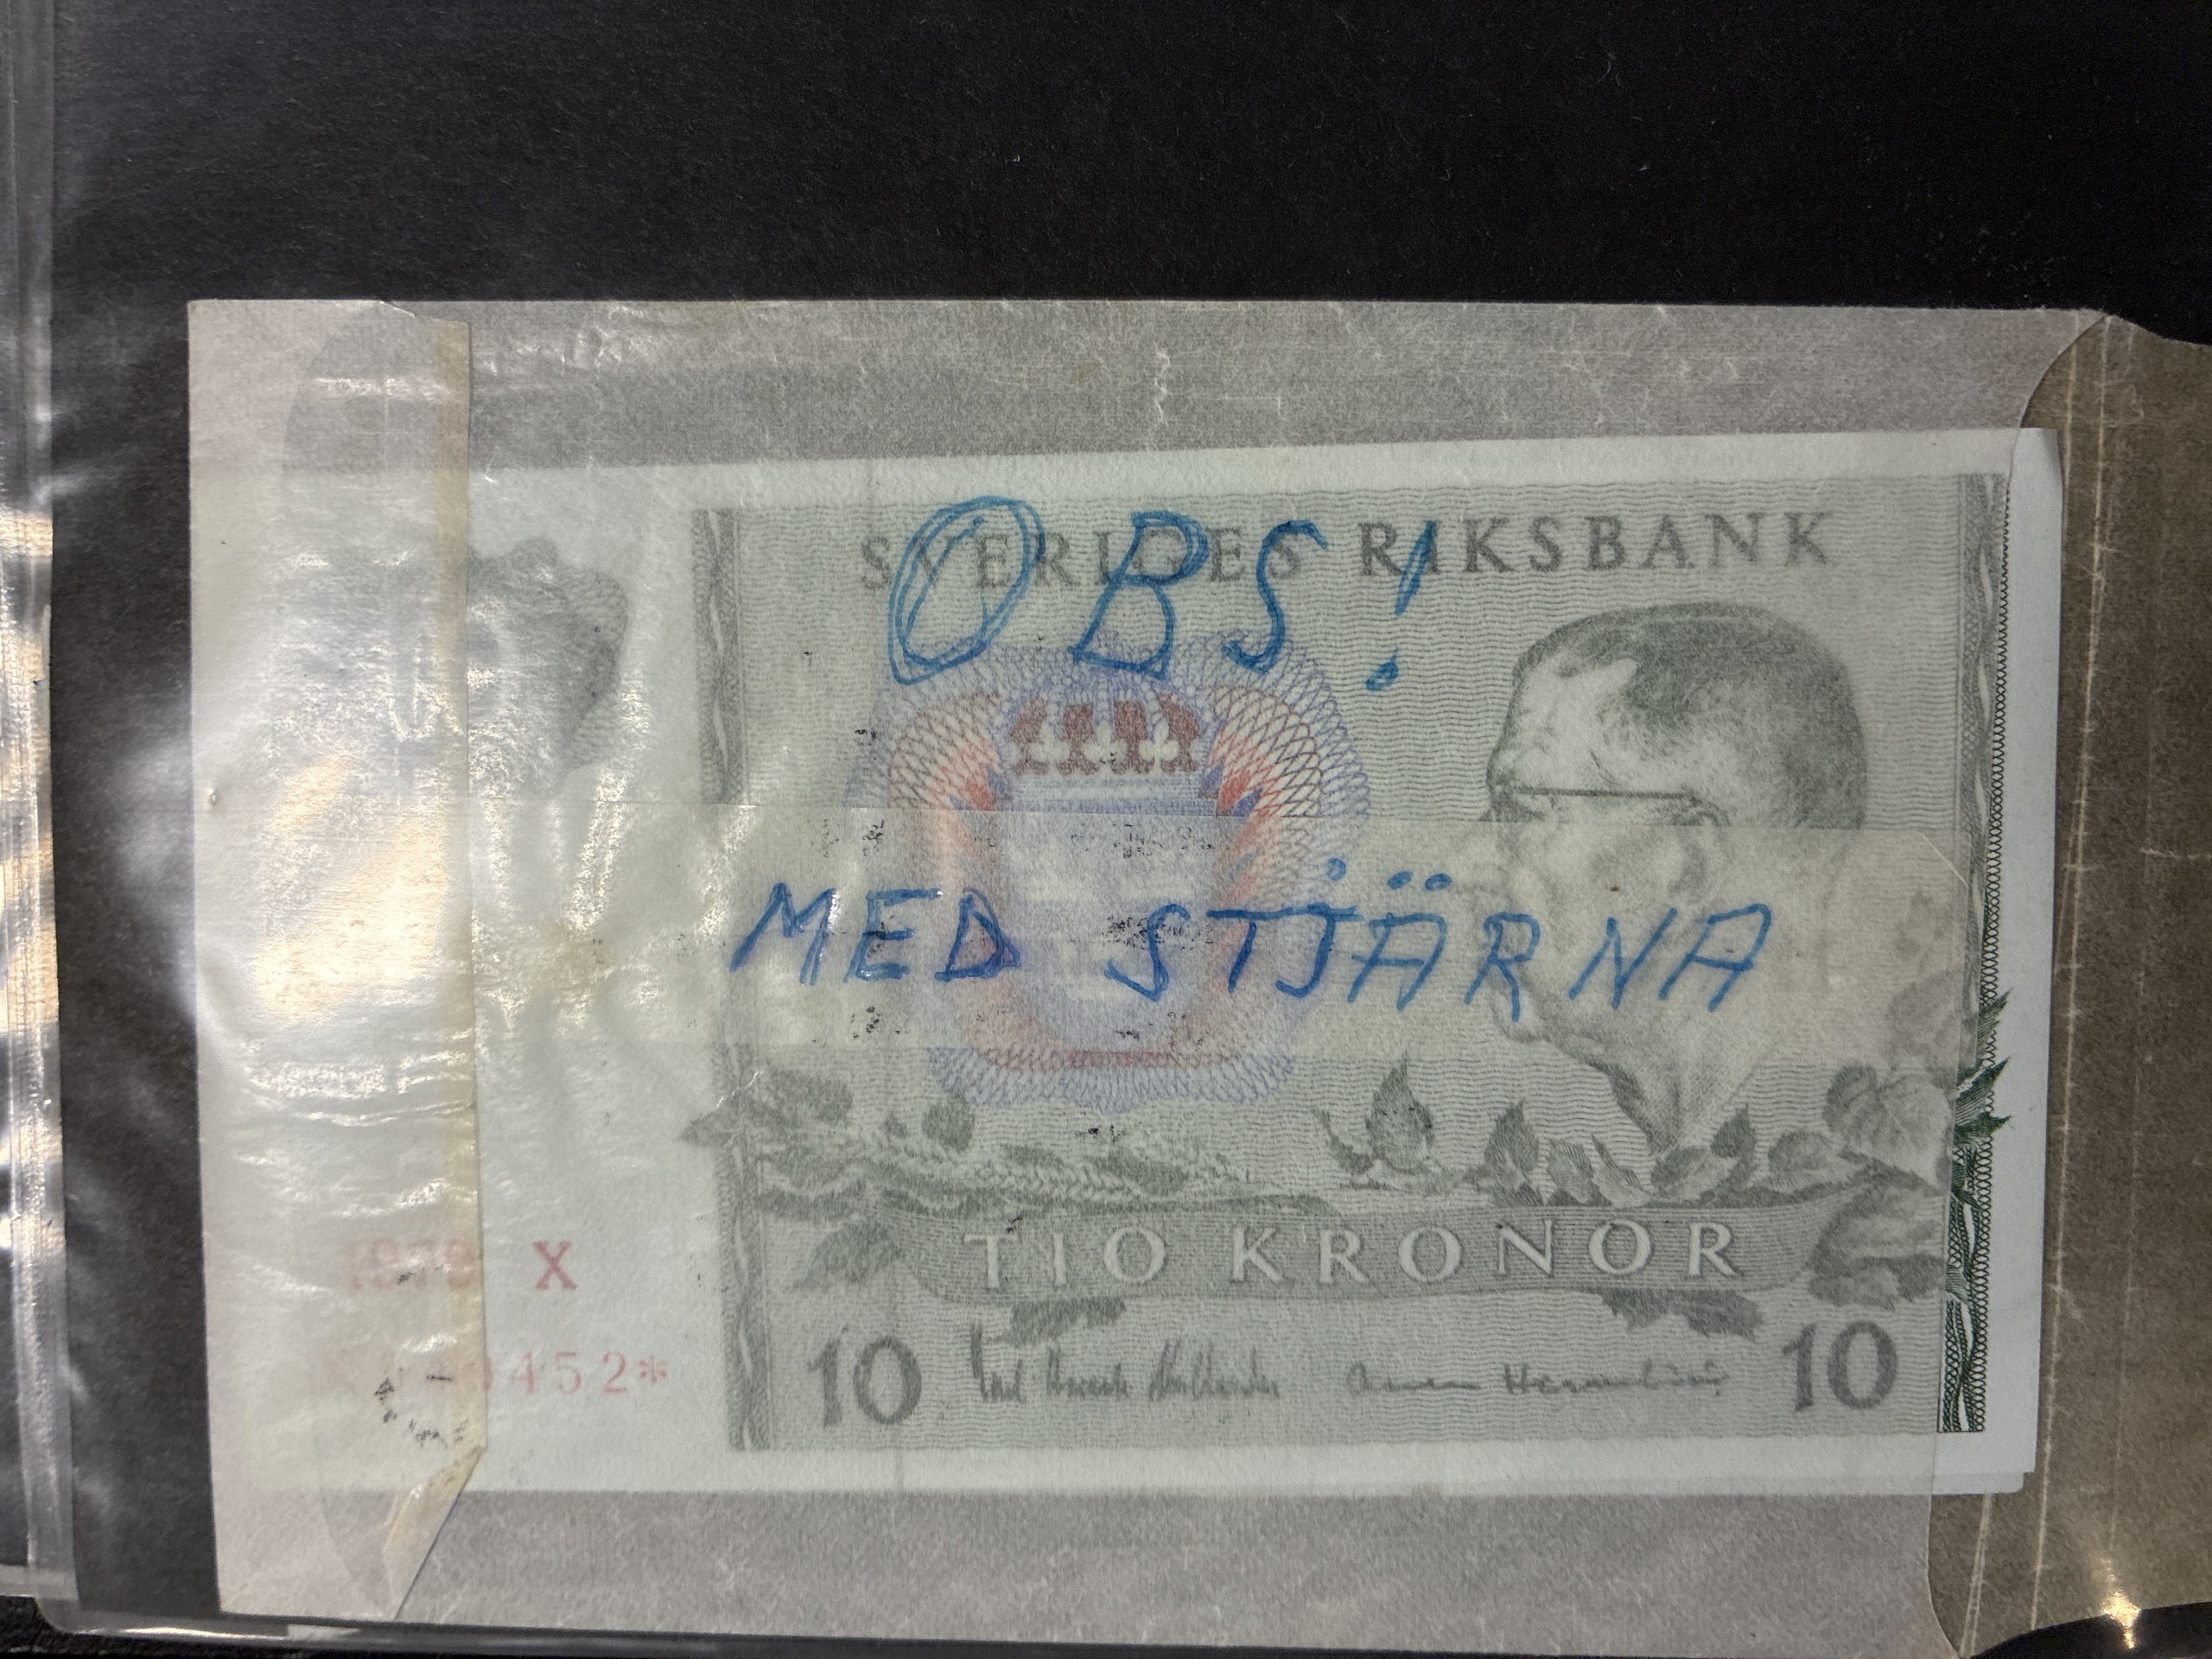 SVERIGES RIKSBANK
OBS!
MED STJÄRNA
TIO KRONOR
X
452*
10 10